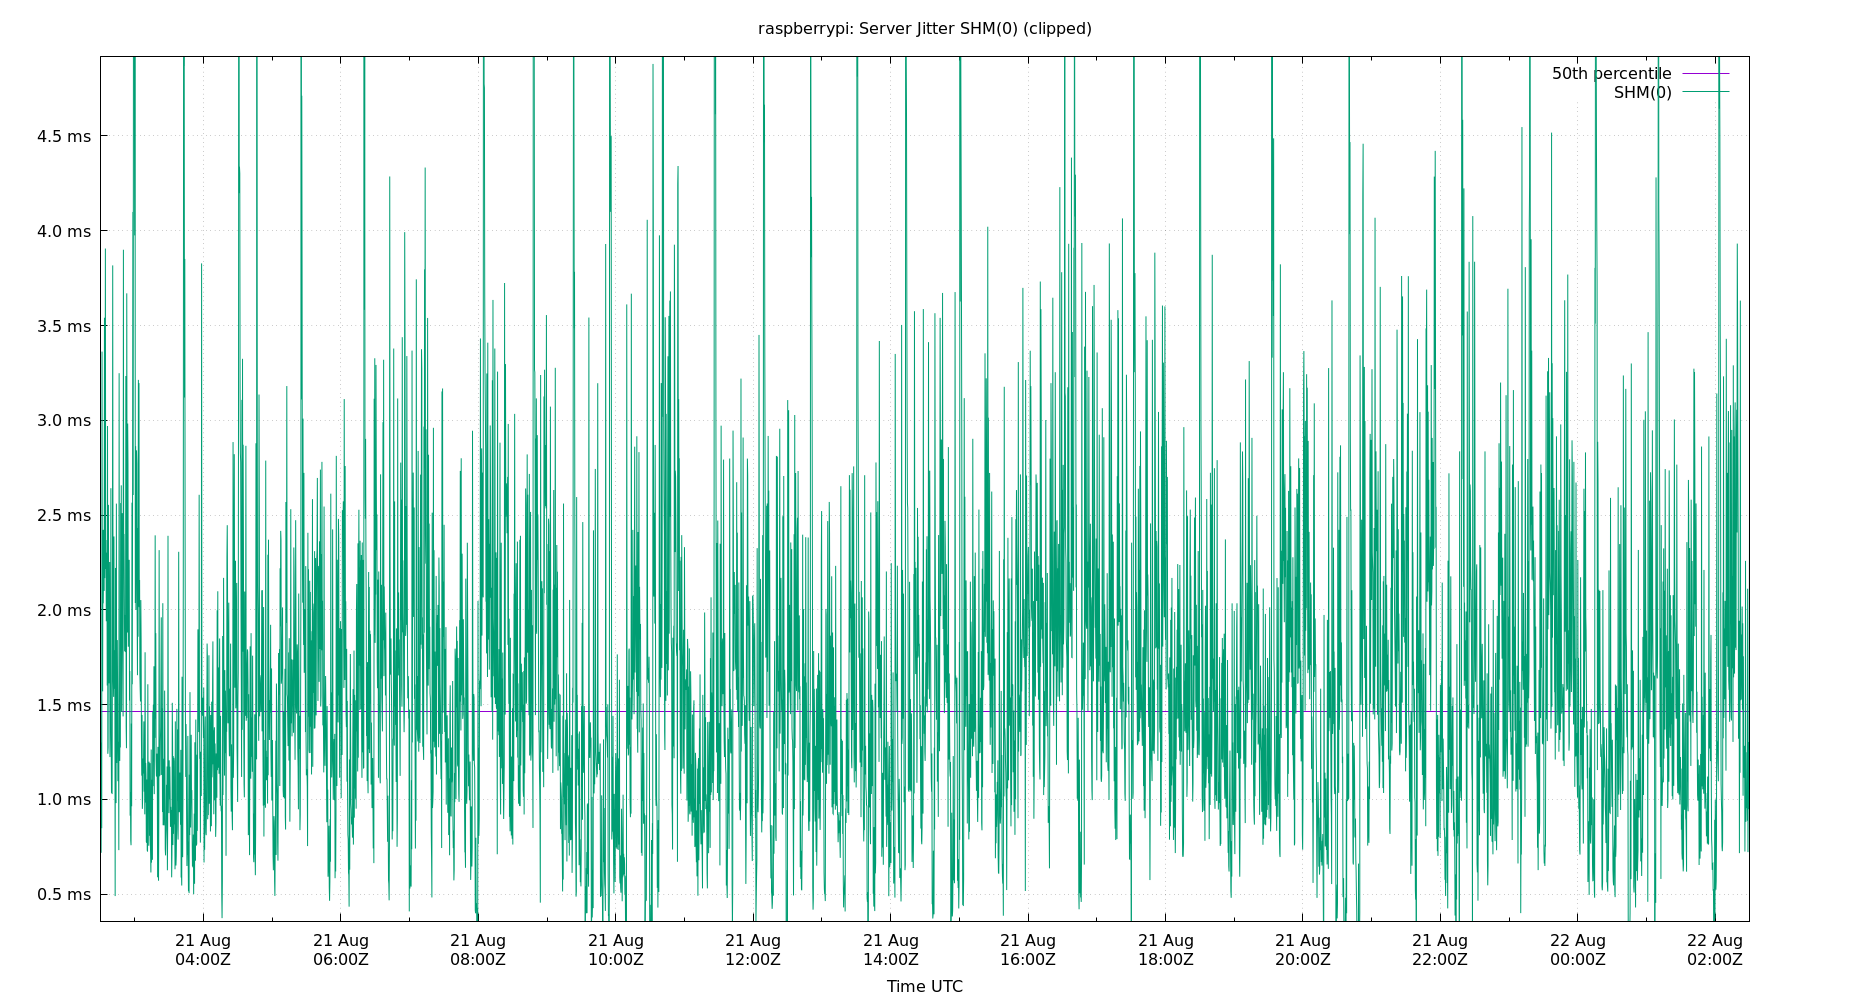 raspberrypi: Server Jitter SHM(0) (clipped)
50th percentile
SHM(0)
4.5 ms
4.0 ms
3.5 ms
3.0 ms
2.5 ms
2.0 ms
1.5 ms
1.0 ms
0.5 ms
21 Aug 21 Aug 21 Aug 21 Aug 21 Aug 21 Aug 21 Aug 21 Aug 21 Aug 21 Aug 22 Aug 22 Aug
04:00Z 06:00Z 08:00Z 10:00Z 12:00Z 14:00Z 16:00Z 18:00Z 20:00Z 22:00Z 00:00Z 02:00Z
Time UTC